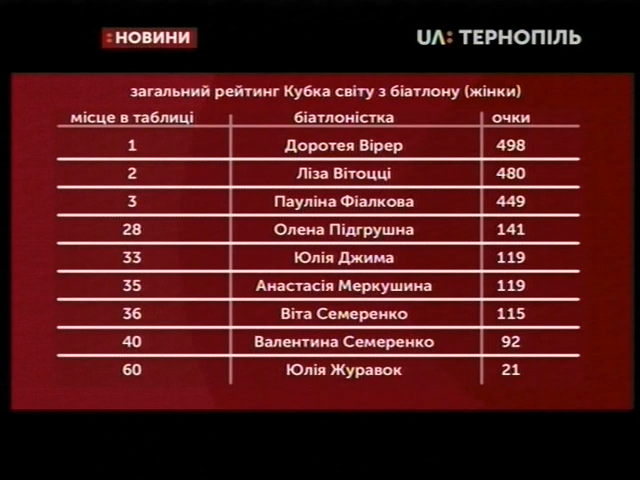 :НОВИНИ
UA: ТЕРНОПІЛЬ
загальний рейтинг Кубка світу з біатлону (жінки)
місце в таблиці біатлоністка очки
1 Доротея Вірер 498
2 Ліза Вітоцці 480
3 Пауліна Фіалкова 449
28 Олена Підгрушна 141
33 Юлія Джима 119
35 Анастасія Меркушина 119
36 Віта Семеренко 115
40 Валентина Семеренко 92
60 Юлія Журавок 21